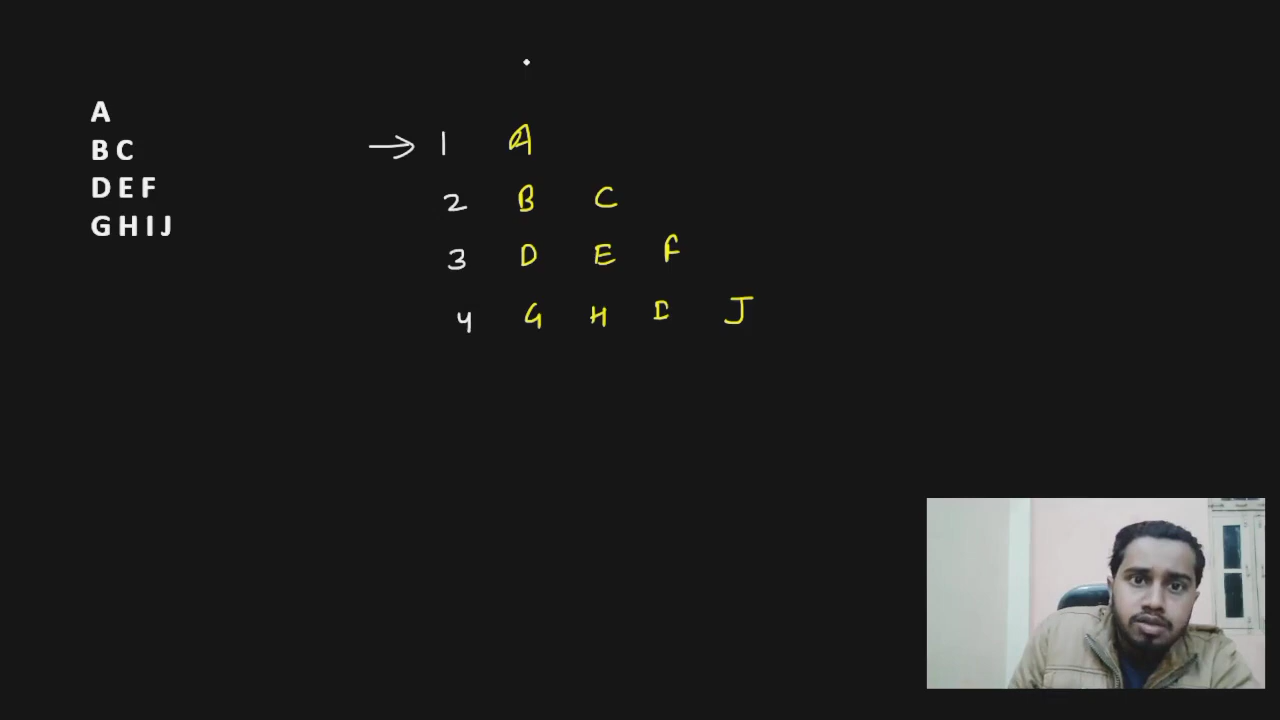 A
B C
D E F
G H I J
→ 1 A
2 B C
3 D E F
4 G H I J